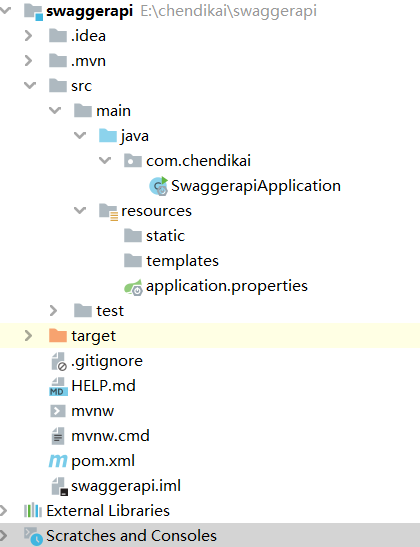 swaggerapi E:\chendikai\swaggerapi
.idea
.mvn
src
main
java
com.chendikai
SwaggerapiApplication
resources
static
templates
application.properties
test
target
.gitignore
HELP.md
mvnw
mvnw.cmd
pom.xml
swaggerapi.iml
External Libraries
Scratches and Consoles